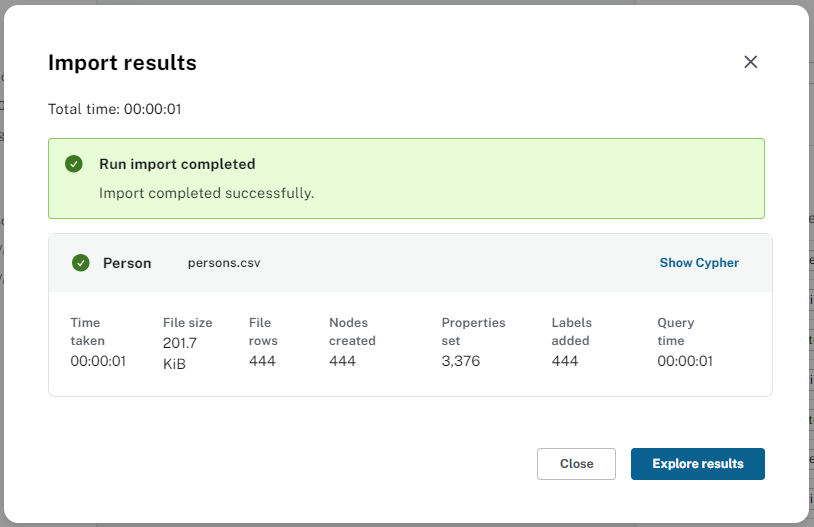 Import results
Total time: 00:00:01
Run import completed
Import completed successfully.
Person persons.csv Show Cypher
Time taken
00:00:01
File size
201.7 KiB
File rows
444
Nodes created
444
Properties set
3,376
Labels added
444
Query time
00:00:01
Close Explore results